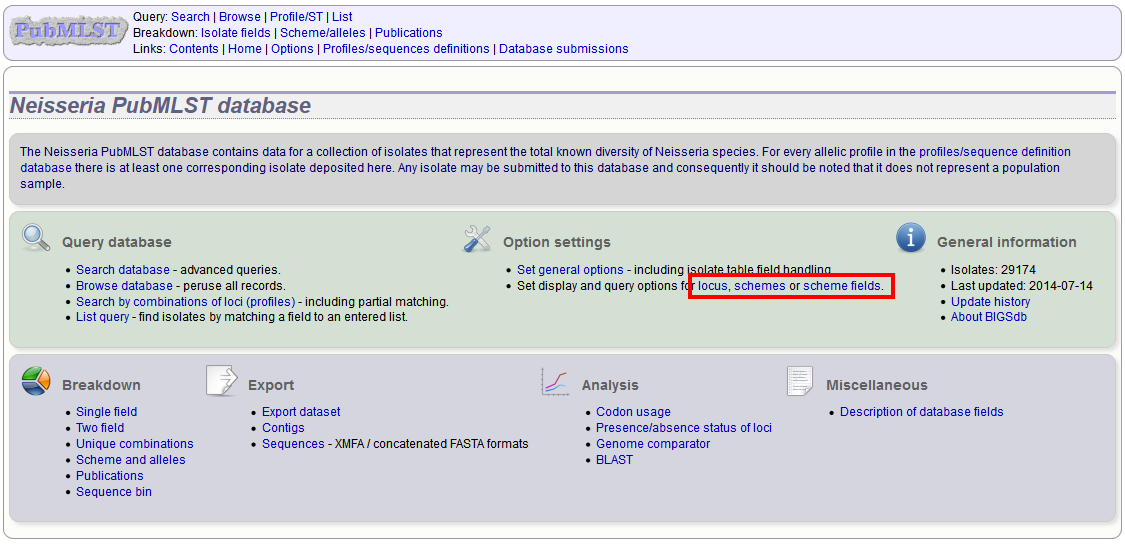 PubMLST
Query: Search | Browse | Profile/ST | List
Breakdown: Isolate fields | Scheme/alleles | Publications
Links: Contents | Home | Options | Profiles/sequences definitions | Database submissions
Neisseria PubMLST database
The Neisseria PubMLST database contains data for a collection of isolates that represent the total known diversity of Neisseria species. For every allelic profile in the profiles/sequence definition
database there is at least one corresponding isolate deposited here. Any isolate may be submitted to this database and consequently it should be noted that it does not represent a population
sample.
Query database
• Search database - advanced queries.
• Browse database - peruse all records.
• Search by combinations of loci (profiles) - including partial matching.
• List query - find isolates by matching a field to an entered list.
Option settings
• Set general options - including isolate table field handling.
• Set display and query options for locus, schemes or scheme fields.
General information
• Isolates: 29174
• Last updated: 2014-07-14
• Update history
• About BIGSdb
Breakdown
• Single field
• Two field
• Unique combinations
• Scheme and alleles
• Publications
• Sequence bin
Export
• Export dataset
• Contigs
• Sequences - XMFA / concatenated FASTA formats
Analysis
• Codon usage
• Presence/absence status of loci
• Genome comparator
• BLAST
Miscellaneous
• Description of database fields